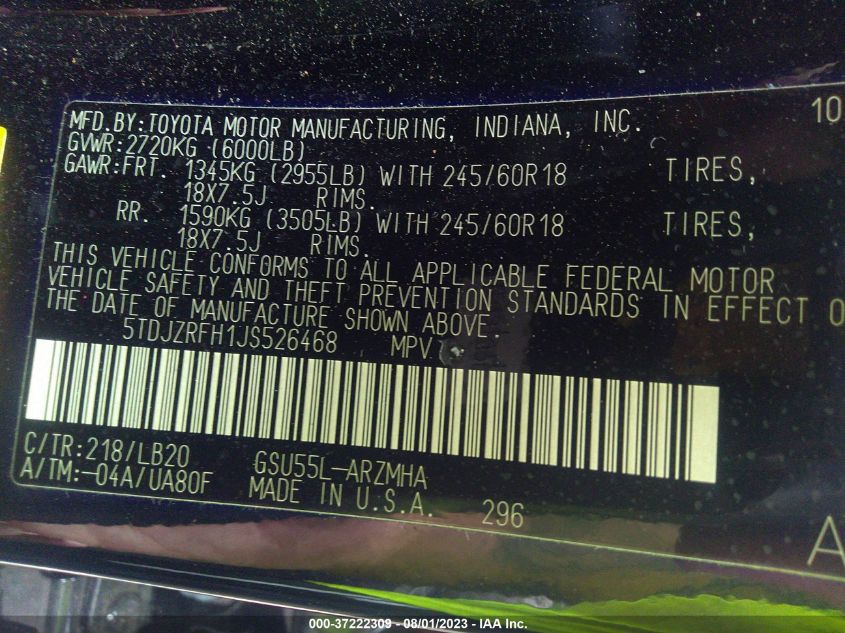 10
MFD.BY:TOYOTA MOTOR MANUFACTURING, INDIANA, INC.
GVWR:2720KG (6000LB)
GAWR:FRT. 1345KG (2955LB) WITH 245/60R18 TIRES,
18X7.5J RIMS.
RR. 1590KG (3505LB) WITH 245/60R18 TIRES,
18X7.5J RIMS.
THIS VEHICLE CONFORMS TO ALL APPLICABLE FEDERAL MOTOR
VEHICLE SAFETY AND THEFT PREVENTION STANDARDS IN EFFECT O
THE DATE OF MANUFACTURE SHOWN ABOVE.
5TDJZRFH1JS526468 MPV
C/TR:218/LB20 GSU55L-ARZMHA
A/TM:-04A/UA80F MADE IN U.S.A. 296
A
000-37222309 - 08/01/2023 - IAA Inc.